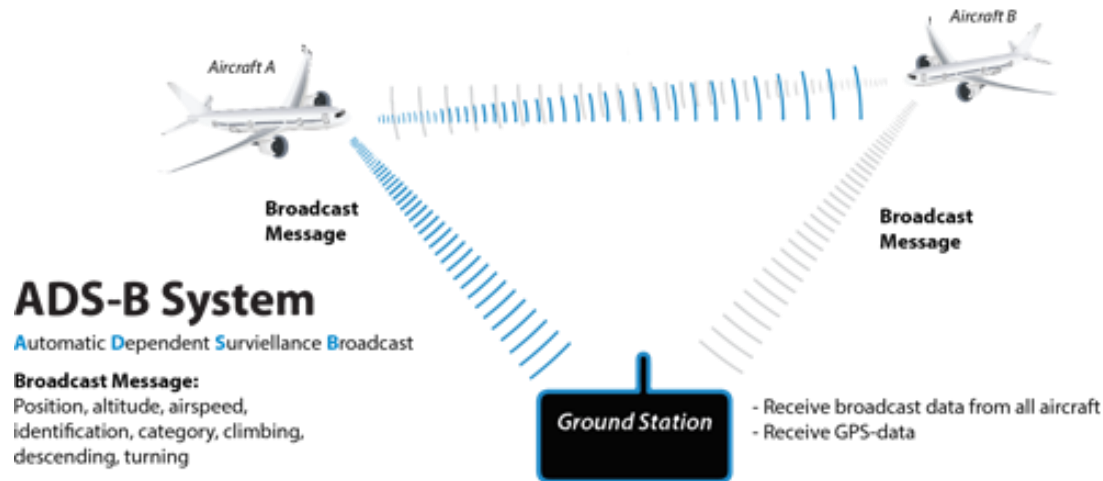 Aircraft A
Aircraft B
Broadcast
Message
Broadcast
Message
ADS-B System
Automatic Dependent Surviellance Broadcast
Broadcast Message:
Position, altitude, airspeed,
identification, category, climbing,
descending, turning
Ground Station
- Receive broadcast data from all aircraft
- Receive GPS-data